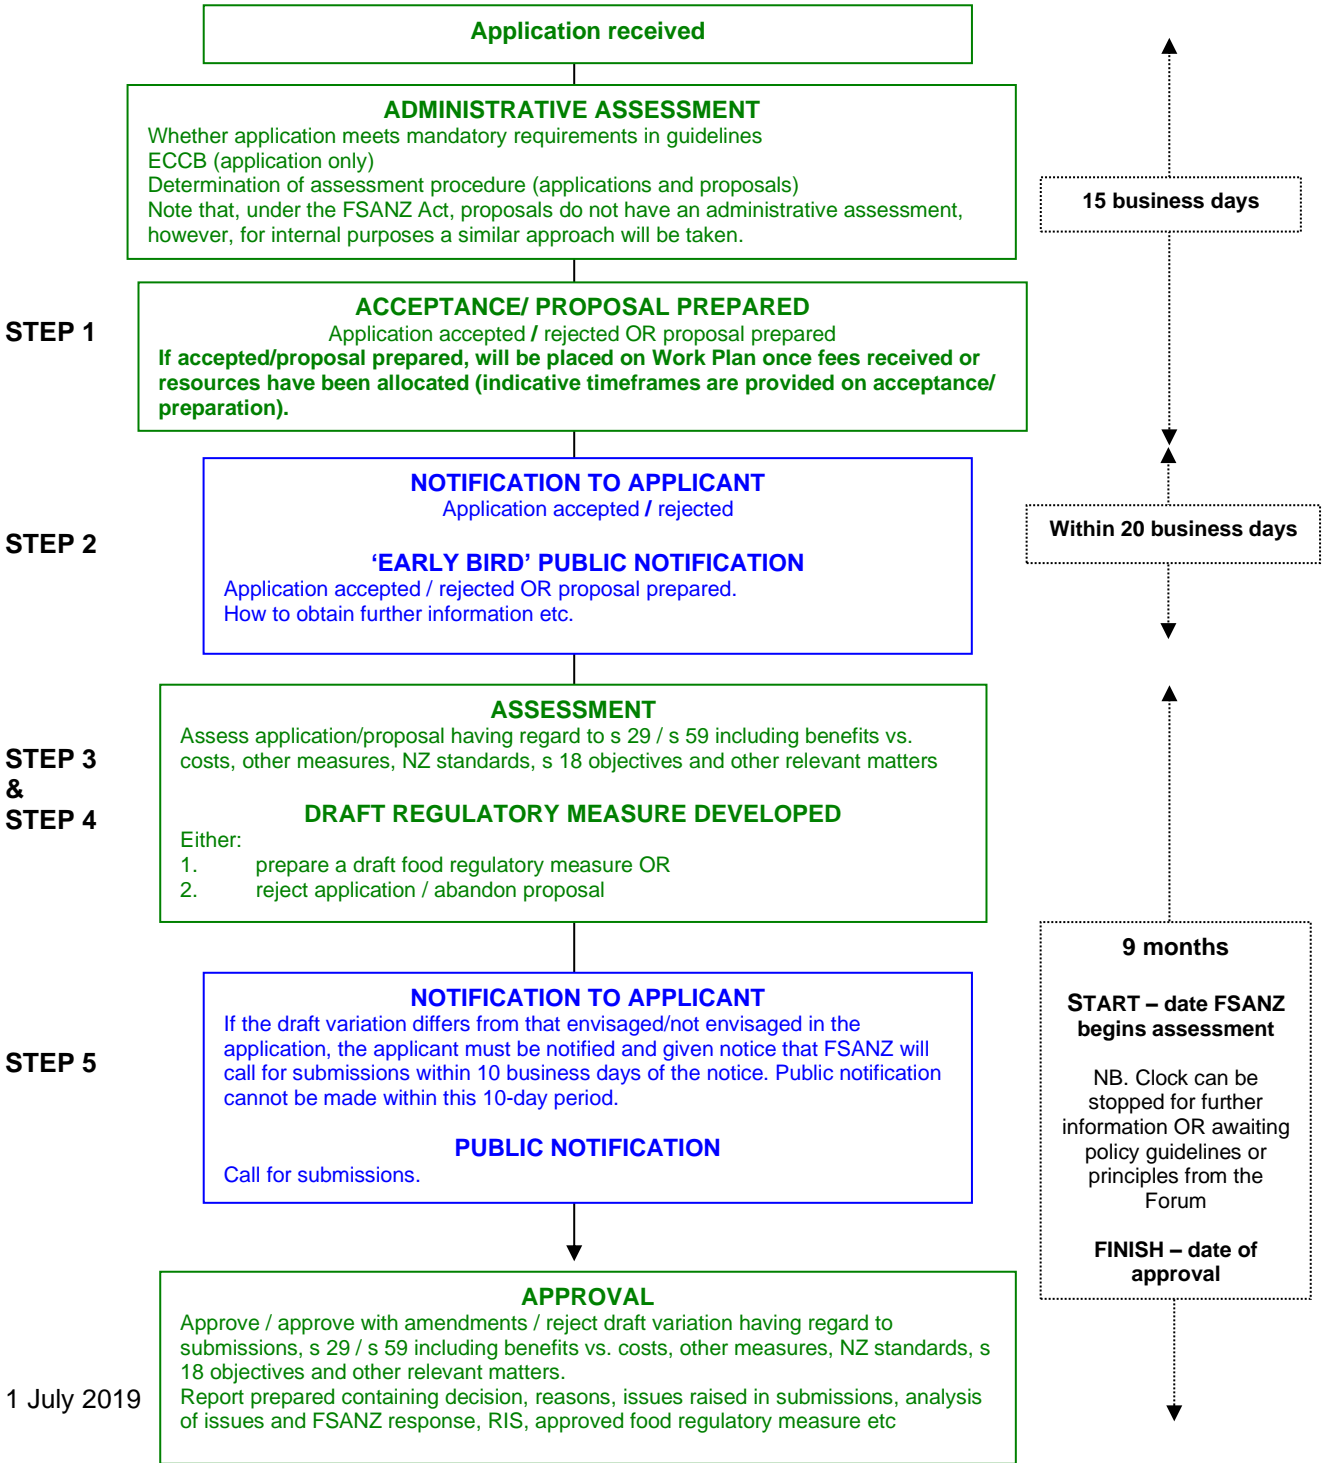 Application received
ADMINISTRATIVE ASSESSMENT
Whether application meets mandatory requirements in guidelines
ECCB (application only)
Determination of assessment procedure (applications and proposals)
Note that, under the FSANZ Act, proposals do not have an administrative assessment,
however, for internal purposes a similar approach will be taken.
15 business days
STEP 1
ACCEPTANCE/ PROPOSAL PREPARED
Application accepted / rejected OR proposal prepared
If accepted/proposal prepared, will be placed on Work Plan once fees received or
resources have been allocated (indicative timeframes are provided on acceptance/
preparation).
STEP 2
NOTIFICATION TO APPLICANT
Application accepted / rejected
‘EARLY BIRD’ PUBLIC NOTIFICATION
Application accepted / rejected OR proposal prepared.
How to obtain further information etc.
Within 20 business days
STEP 3
&
STEP 4
ASSESSMENT
Assess application/proposal having regard to s 29 / s 59 including benefits vs.
costs, other measures, NZ standards, s 18 objectives and other relevant matters
DRAFT REGULATORY MEASURE DEVELOPED
Either:
1. prepare a draft food regulatory measure OR
2. reject application / abandon proposal
STEP 5
NOTIFICATION TO APPLICANT
If the draft variation differs from that envisaged/not envisaged in the
application, the applicant must be notified and given notice that FSANZ will
call for submissions within 10 business days of the notice. Public notification
cannot be made within this 10-day period.
PUBLIC NOTIFICATION
Call for submissions.
9 months
START – date FSANZ
begins assessment
NB. Clock can be
stopped for further
information OR awaiting
policy guidelines or
principles from the
Forum
FINISH – date of
approval
APPROVAL
Approve / approve with amendments / reject draft variation having regard to
submissions, s 29 / s 59 including benefits vs. costs, other measures, NZ standards, s
18 objectives and other relevant matters.
Report prepared containing decision, reasons, issues raised in submissions, analysis
of issues and FSANZ response, RIS, approved food regulatory measure etc
1 July 2019